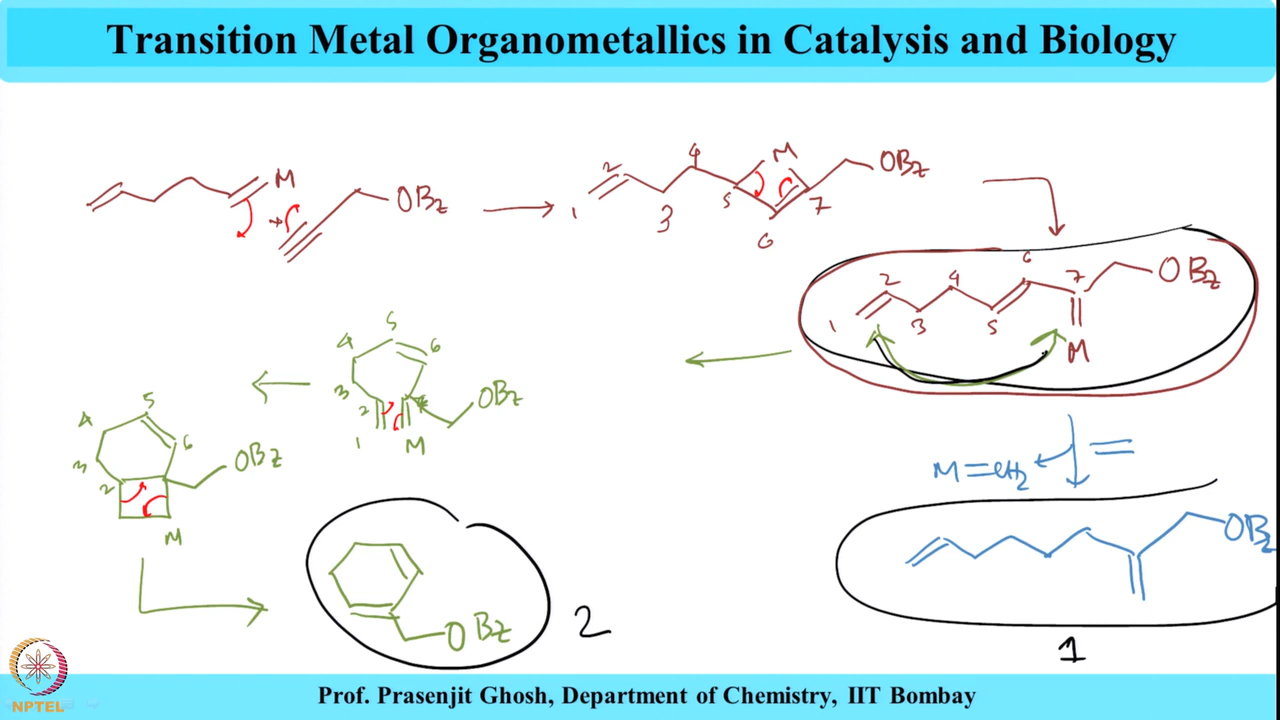 Transition Metal Organometallics in Catalysis and Biology
M
OBz
M
OBz
1
2
3
4
5
6
7
OBz
M
1
2
3
4
5
6
7
OBz
M
1
2
3
4
5
6
OBz
M
2
3
4
5
6
M=CH2
OBz
1
OBz
2
NPTEL
Prof. Prasenjit Ghosh, Department of Chemistry, IIT Bombay